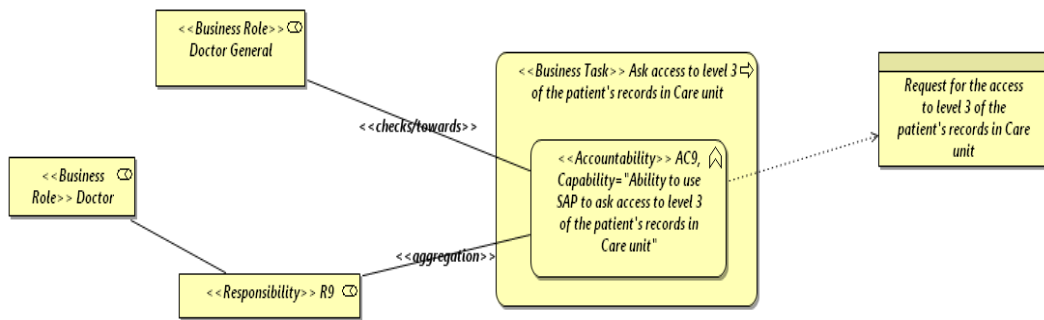 <<Business Role>>
Doctor General
<<Business Task>> Ask access to level 3
of the patient's records in Care unit
Request for the access
to level 3 of the
patient's records in Care
unit
<<checks/towards>>
<<Accountability>> AC9,
Capability="Ability to use
SAP to ask access to level 3
of the patient's records in
Care unit"
<<Business
Role>> Doctor
<<aggregation>>
<<Responsibility>> R9